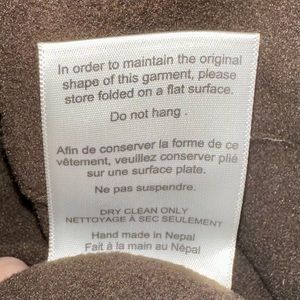 In order to maintain the original
shape of this garment, please
store folded on a flat surface.
Do not hang .
Afin de conserver la forme de ce
vêtement, veuillez conserver plié
sur une surface plate.
Ne pas suspendre.
DRY CLEAN ONLY
NETTOYAGE À SEC SEULEMENT
Hand made in Nepal
Fait à la main au Népal